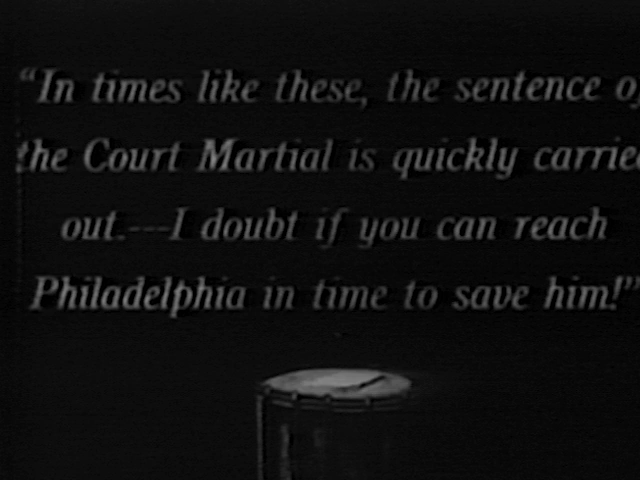 “In times like these, the sentence o
the Court Martial is quickly carrie
out.---I doubt if you can reach
Philadelphia in time to save him!”